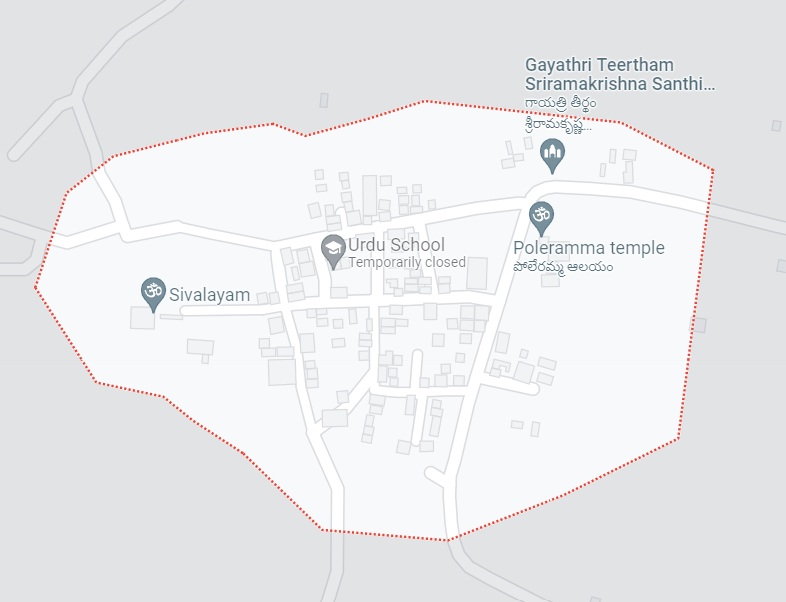 Gayathri Teertham
Sriramakrishna Santhi...
గాయత్రి తీర్థం
శ్రీరామకృష్ణ...
Urdu School
Temporarily closed
Poleramma temple
పోలేరమ్మ ఆలయం
Sivalayam